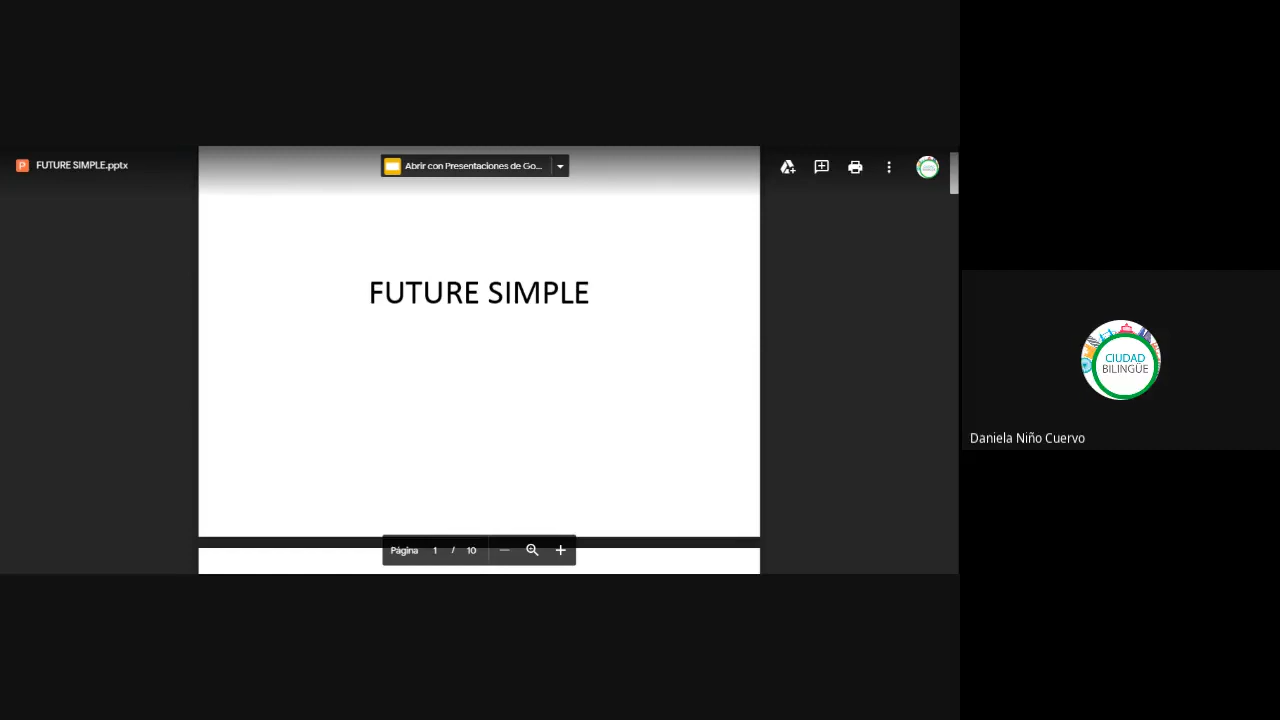 FUTURE SIMPLE.pptx
Abrir con Presentaciones de Go...
FUTURE SIMPLE
CIUDAD
BILINGÜE
Daniela Niño Cuervo
Página 1 / 10